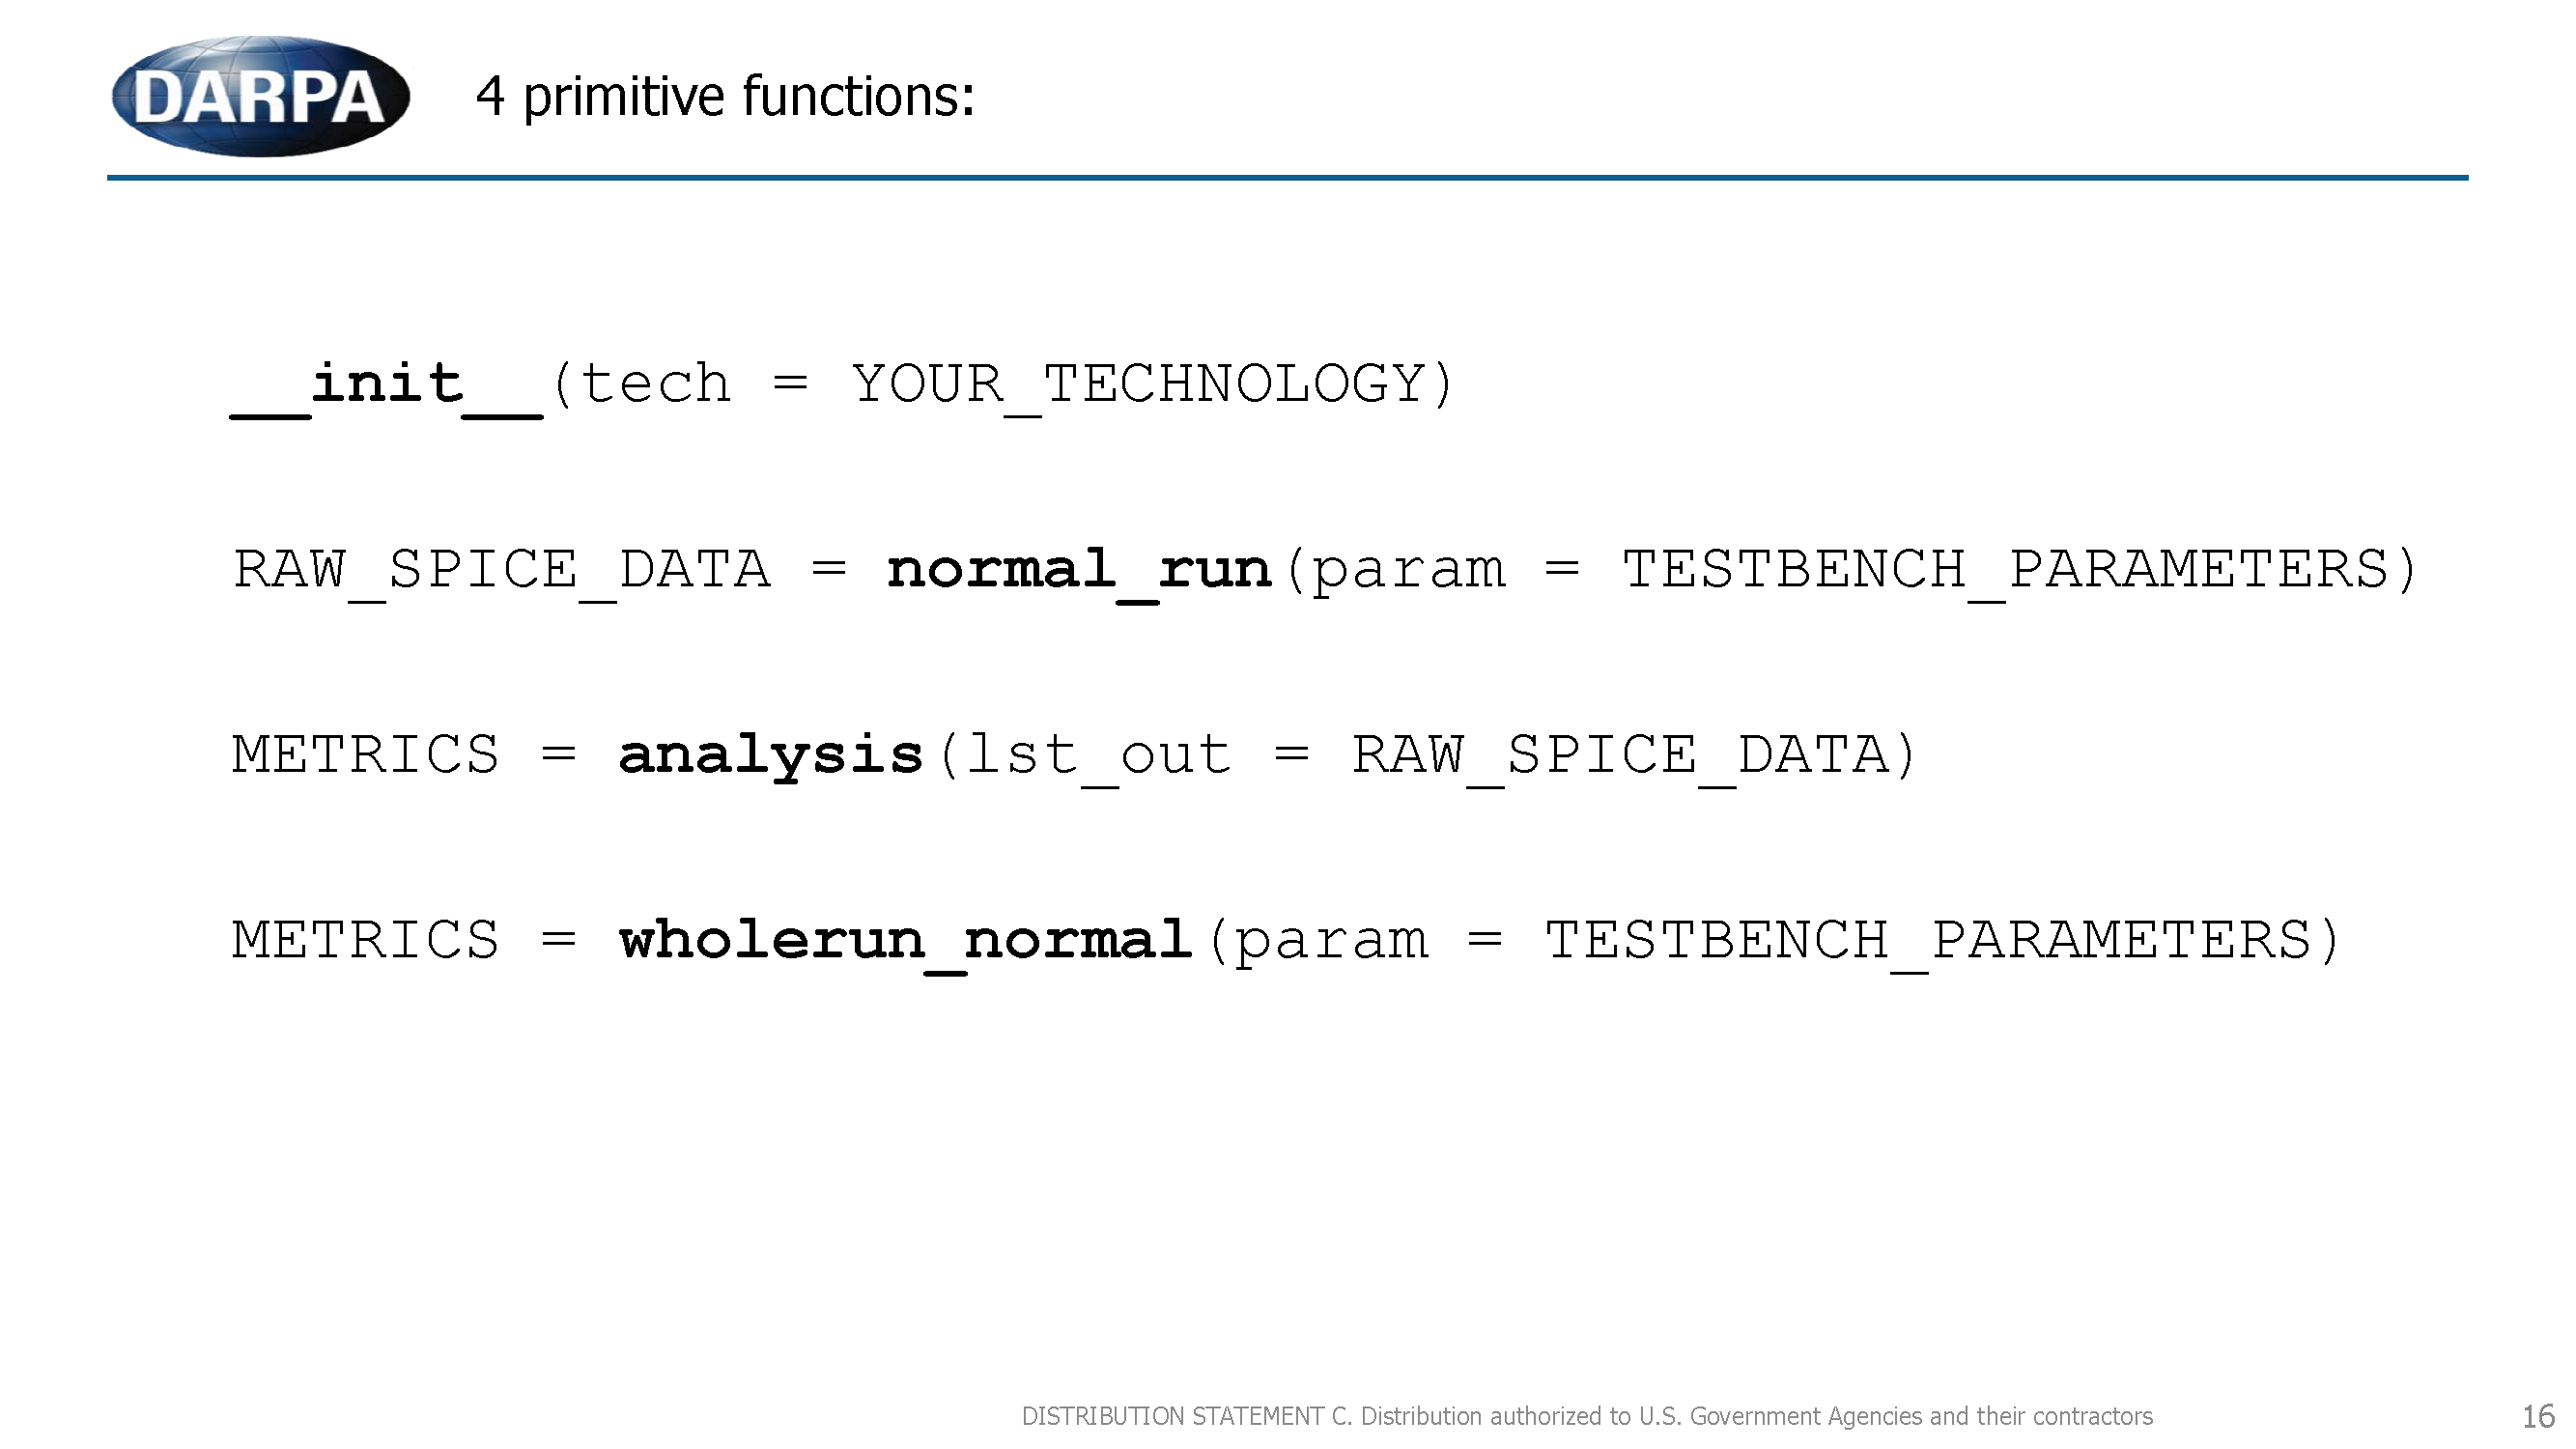 DARPA
4 primitive functions:
__init__(tech = YOUR_TECHNOLOGY)
RAW_SPICE_DATA = normal_run(param = TESTBENCH_PARAMETERS)
METRICS = analysis(lst_out = RAW_SPICE_DATA)
METRICS = wholerun_normal(param = TESTBENCH_PARAMETERS)
DISTRIBUTION STATEMENT C. Distribution authorized to U.S. Government Agencies and their contractors
16